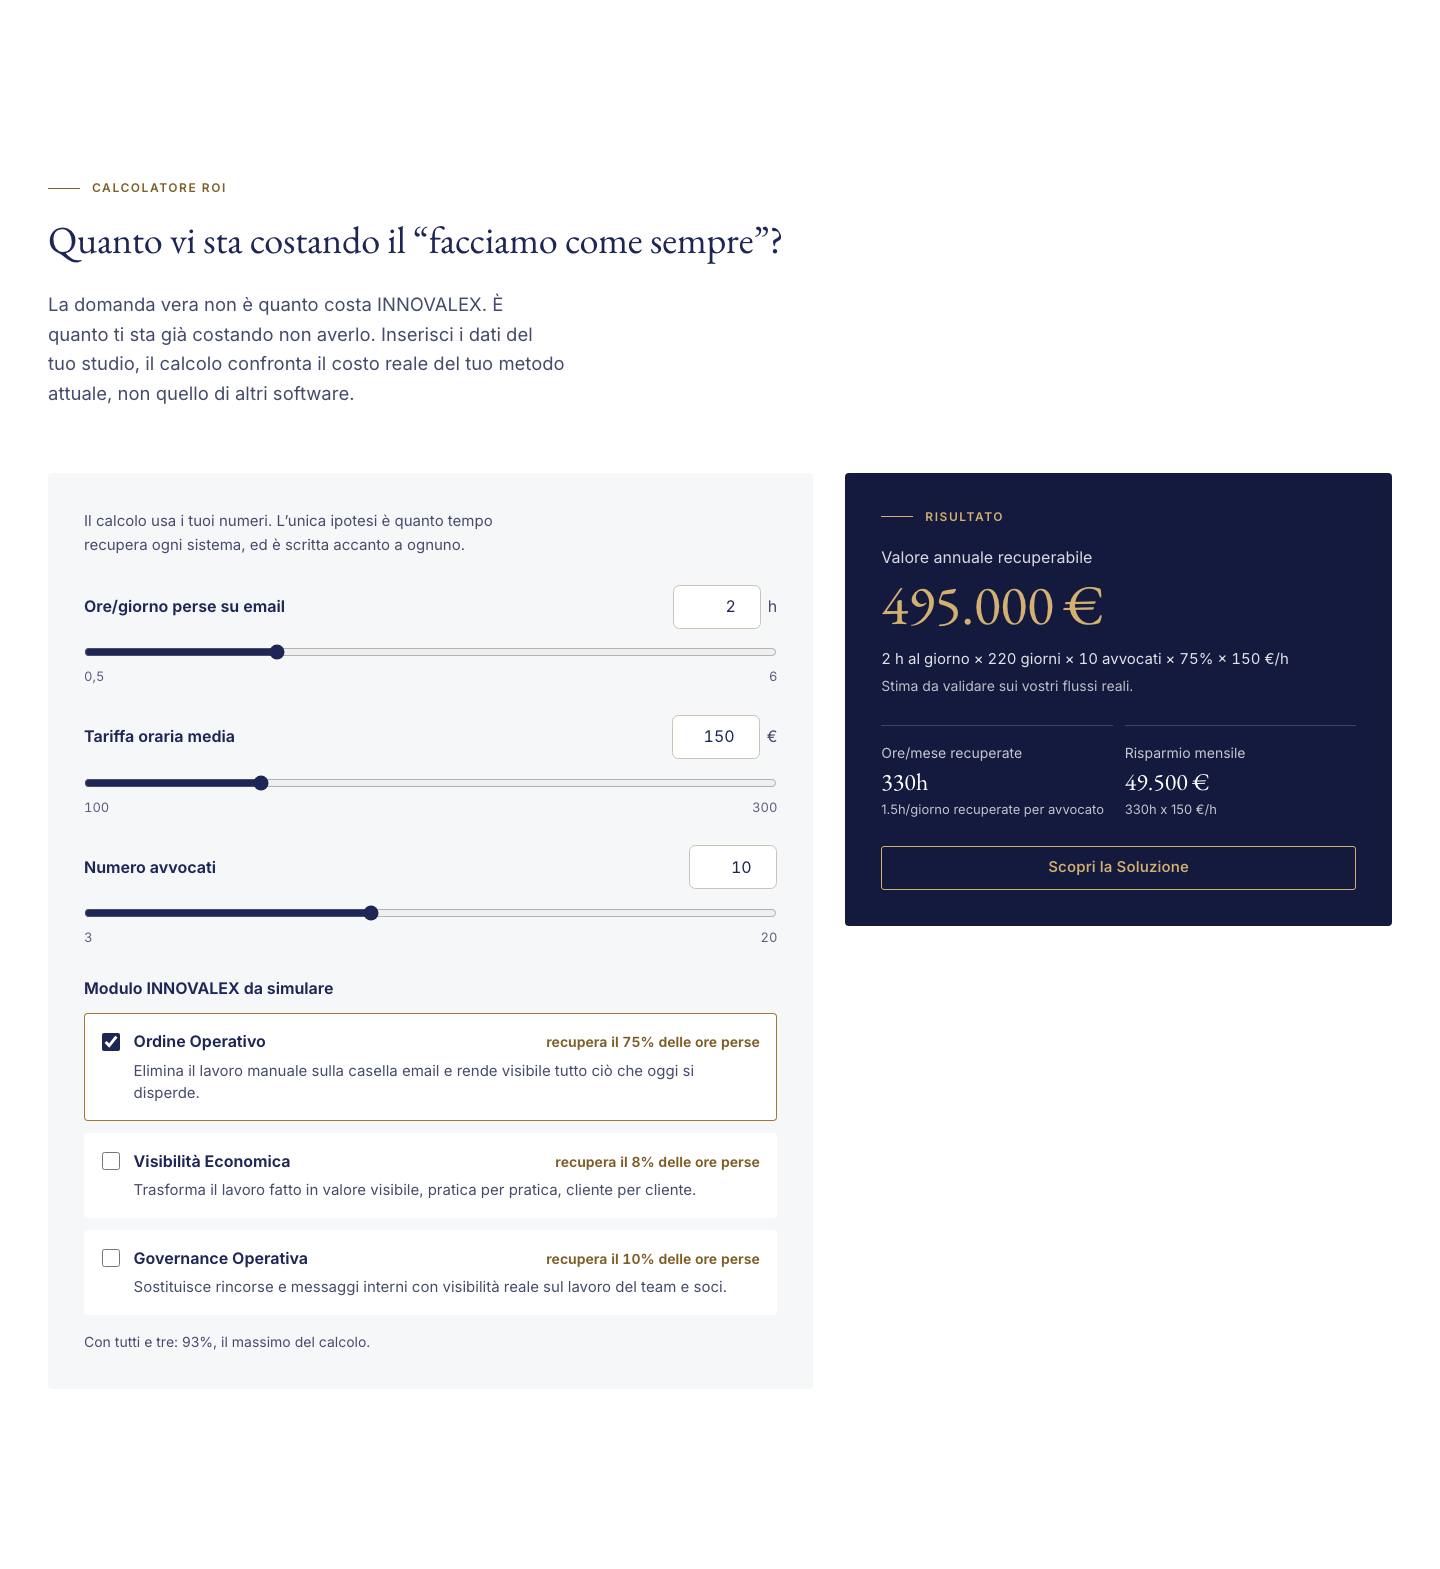 CALCOLATORE ROI
Quanto vi sta costando il “facciamo come sempre”?
La domanda vera non è quanto costa INNOVALEX. È
quanto ti sta già costando non averlo. Inserisci i dati del
tuo studio, il calcolo confronta il costo reale del tuo metodo
attuale, non quello di altri software.
Il calcolo usa i tuoi numeri. L’unica ipotesi è quanto tempo
recupera ogni sistema, ed è scritta accanto a ognuno.
Ore/giorno perse su email 2 h
0,5 6
Tariffa oraria media 150 €
100 300
Numero avvocati 10
3 20
Modulo INNOVALEX da simulare
Ordine Operativo recupera il 75% delle ore perse
Elimina il lavoro manuale sulla casella email e rende visibile tutto ciò che oggi si
disperde.
Visibilità Economica recupera il 8% delle ore perse
Trasforma il lavoro fatto in valore visibile, pratica per pratica, cliente per cliente.
Governance Operativa recupera il 10% delle ore perse
Sostituisce rincorse e messaggi interni con visibilità reale sul lavoro del team e soci.
Con tutti e tre: 93%, il massimo del calcolo.
RISULTATO
Valore annuale recuperabile
495.000 €
2 h al giorno × 220 giorni × 10 avvocati × 75% × 150 €/h
Stima da validare sui vostri flussi reali.
Ore/mese recuperate
330h
1.5h/giorno recuperate per avvocato
Risparmio mensile
49.500 €
330h x 150 €/h
Scopri la Soluzione